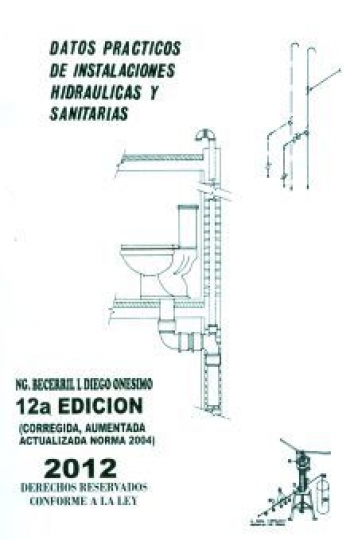 DATOS PRACTICOS
DE INSTALACIONES
HIDRAULICAS Y
SANITARIAS
NG. BECERRIL L DIEGO ONESIMO
12a EDICION
(CORREGIDA, AUMENTADA
ACTUALIZADA NORMA 2004)
2012
DERECHOS RESERVADOS
CONFORME A LA LEY